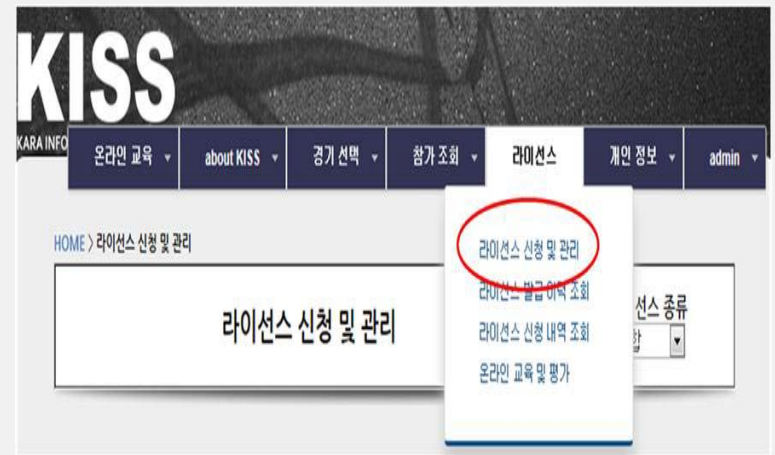 KISS
KARA INFO
온라인 교육 about KISS 경기 선택 참가 조회 라이선스 개인 정보 admin
HOME > 라이선스 신청 및 관리
라이선스 신청 및 관리
라이선스 발급 이력 조회
라이선스 신청 내역 조회
온라인 교육 및 평가
라이선스 신청 및 관리
선스 종류